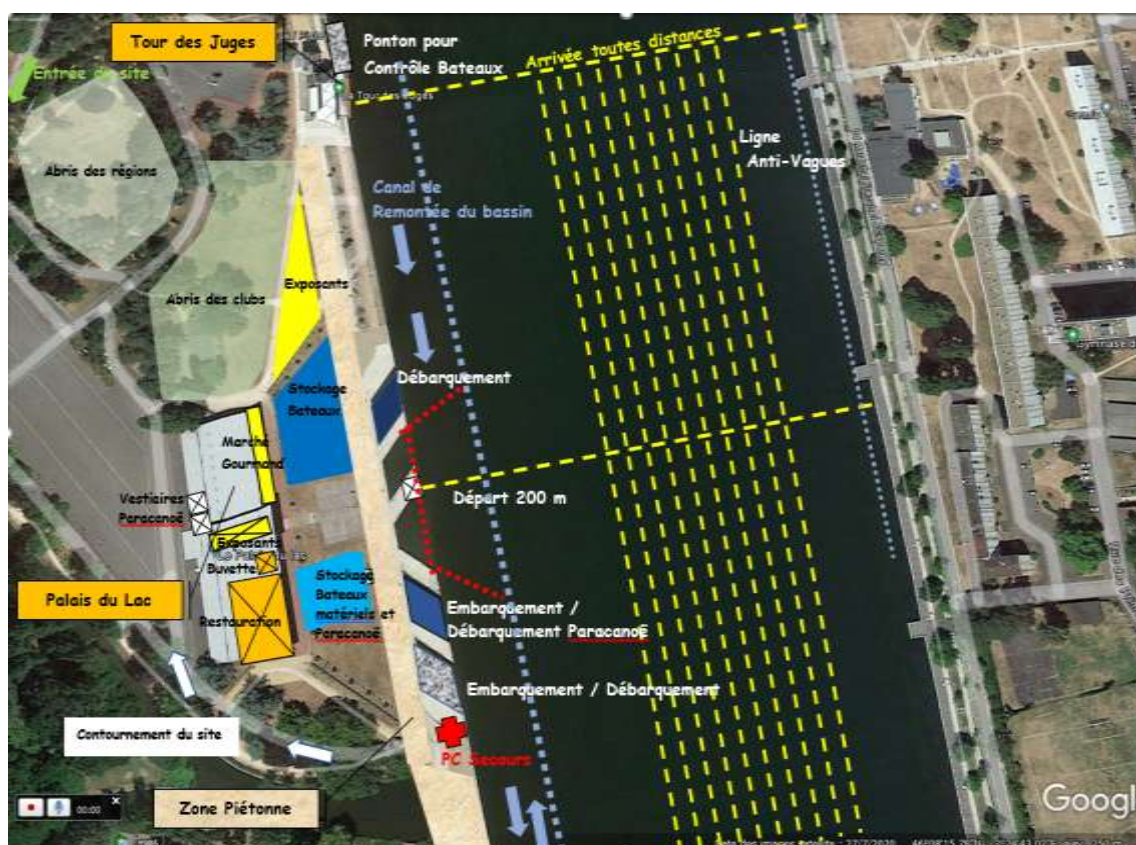 Tour des Juges
Ponton pour
Contrôle Bateaux
Arrivée toutes distances
Entrée du site
Abris des régions
Ligne
Anti-Vagues
Canal de
Remontée du bassin
Abris des clubs
Exposants
Débarquement
Stockage
Bateaux
Marché
Gourmand
Vestiaires
Paracanoë
Départ 200 m
Exposants
Buvette
Palais du Lac
Restauration
Stockage
Bateaux
matériels et
Paracanoë
Embarquement /
Débarquement Paracanoë
Embarquement / Débarquement
Contournement du site
PC Secours
Zone Piétonne
00:00
Googl